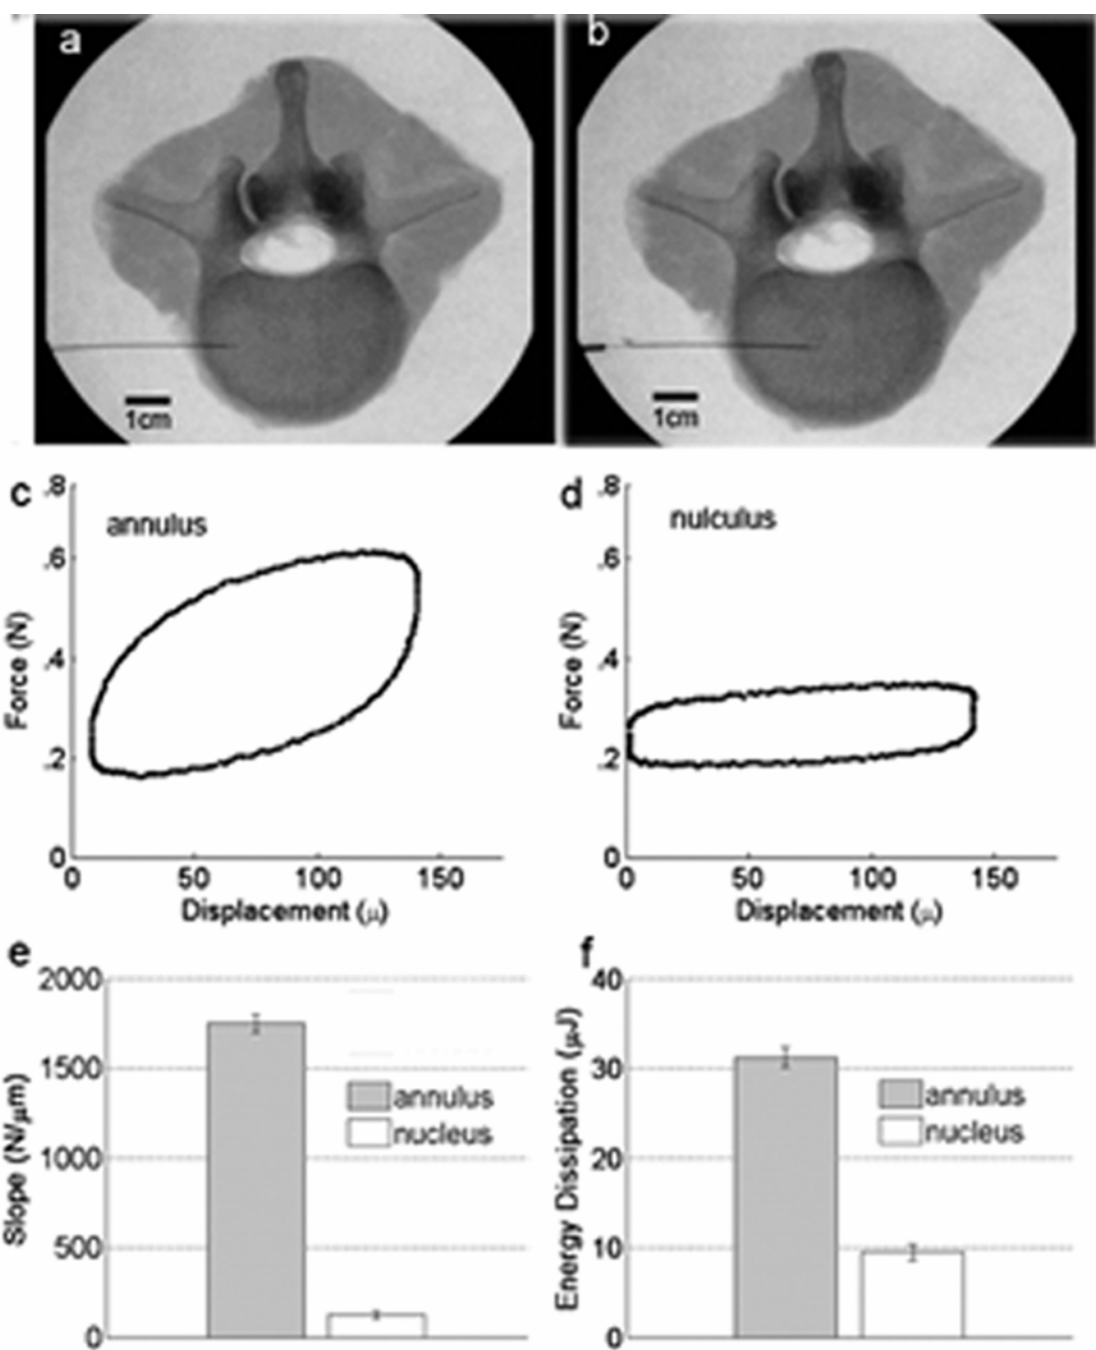 a
b
1cm
1cm
c
.8
annulus
.6
.4
.2
0
0 50 100 150
Force (N)
Displacement (μ)
d
.8
nulculus
.6
.4
.2
0
0 50 100 150
Force (N)
Displacement (μ)
e
2000
1500
1000
500
0
Slope (N/μm)
annulus
nucleus
f
40
30
20
10
0
Energy Dissipation (μJ)
annulus
nucleus